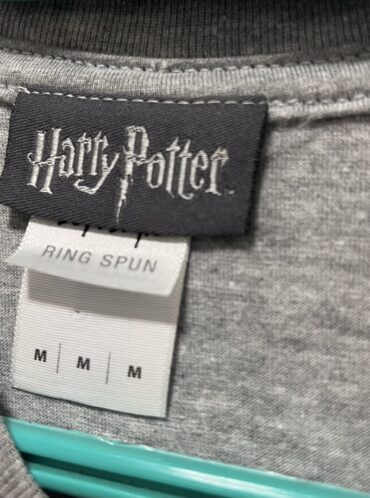 Harry Potter
RING SPUN
M | M | M